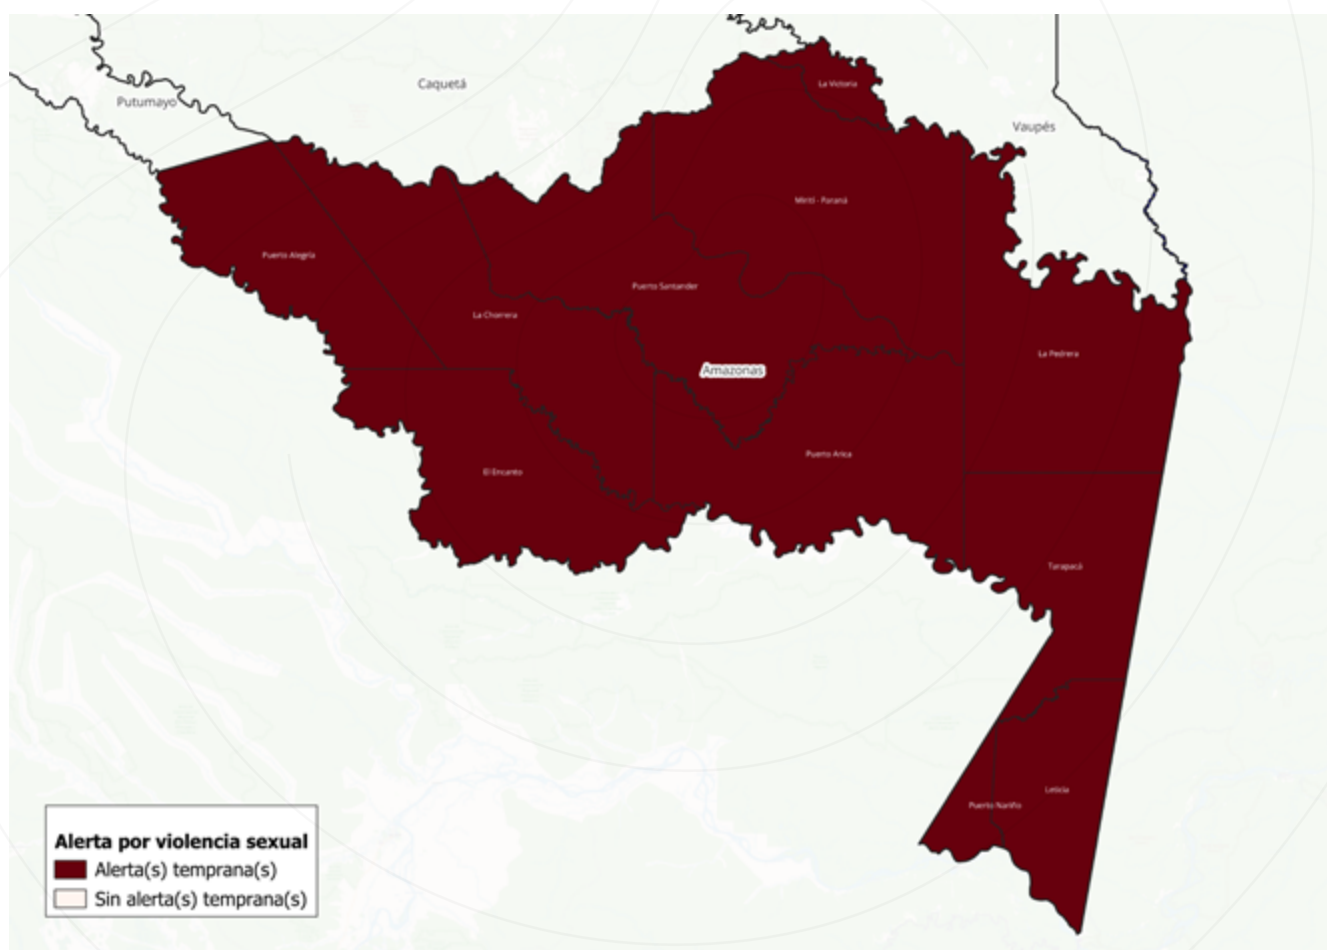 Caquetá
La Victoria
Putumayo
Vaupés
Mirití - Paraná
Puerto Alegría
Puerto Santander
La Chorrera
La Pedrera
Amazonas
Puerto Arica
El Encanto
Tarapacá
Leticia
Puerto Nariño
Alerta por violencia sexual
Alerta(s) temprana(s)
Sin alerta(s) temprana(s)